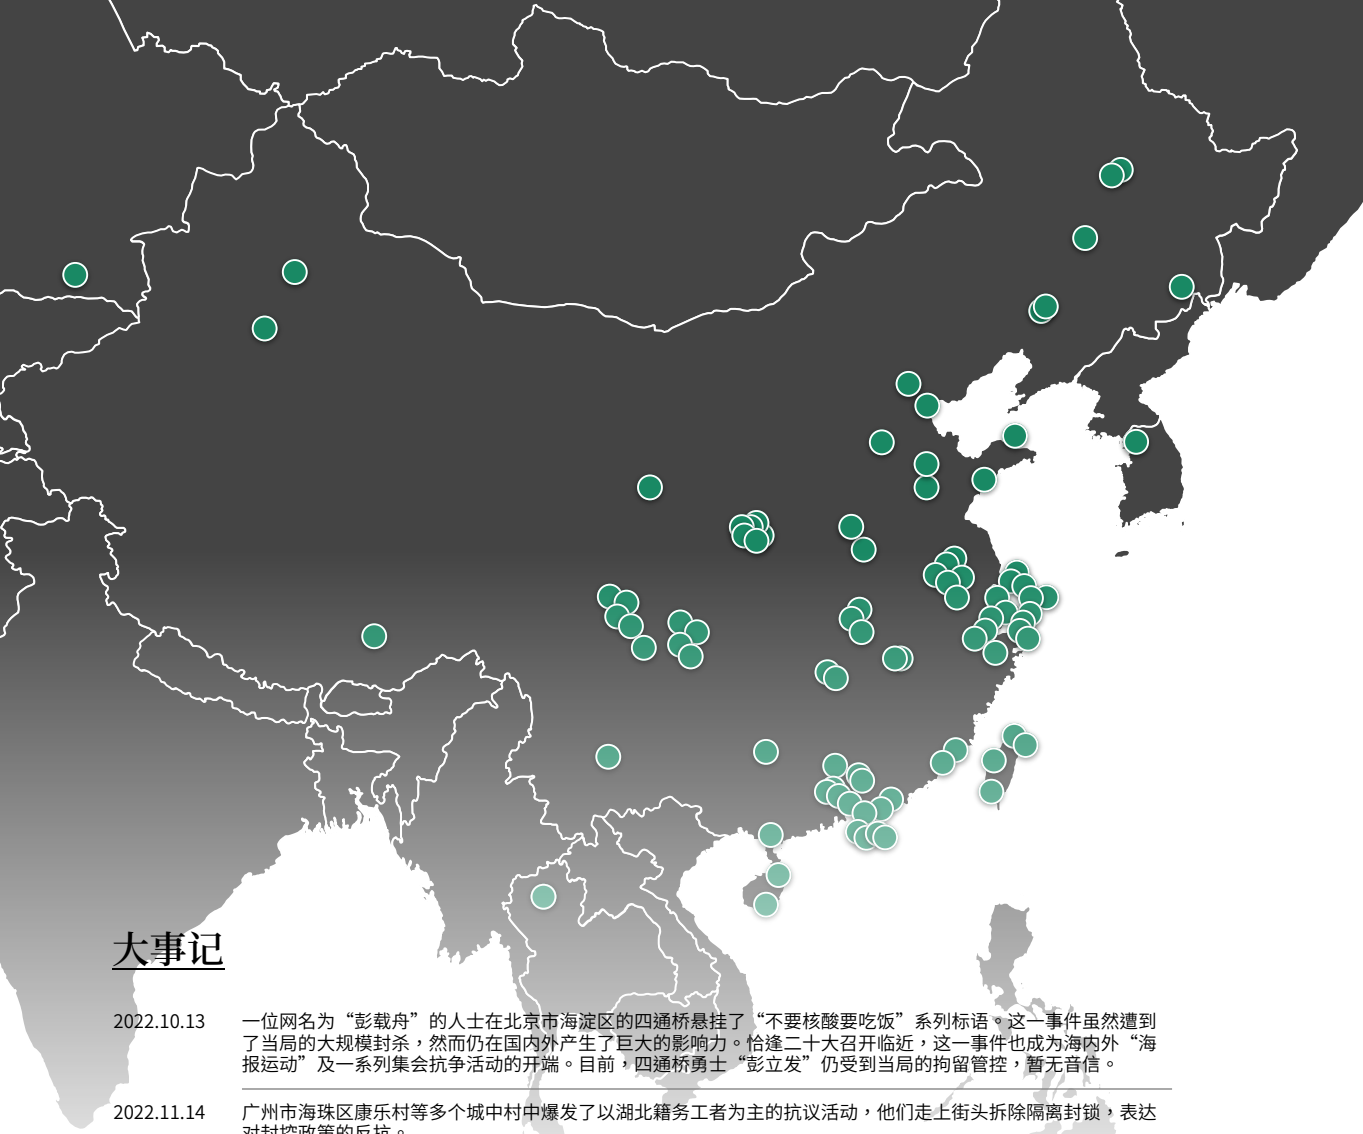 大事记
2022.10.13
一位网名为“彭载舟”的人士在北京市海淀区的四通桥悬挂了“不要核酸要吃饭”系列标语。这一事件虽然遭到
了当局的大规模封杀，然而仍在国内外产生了巨大的影响力。恰逢二十大召开临近，这一事件也成为海内外“海
报运动”及一系列集会抗争活动的开端。目前，四通桥勇士“彭立发”仍受到当局的拘留管控，暂无音信。
2022.11.14
广州市海珠区康乐村等多个城中村中爆发了以湖北籍务工者为主的抗议活动，他们走上街头拆除隔离封锁，表达
对封控政策的反抗。